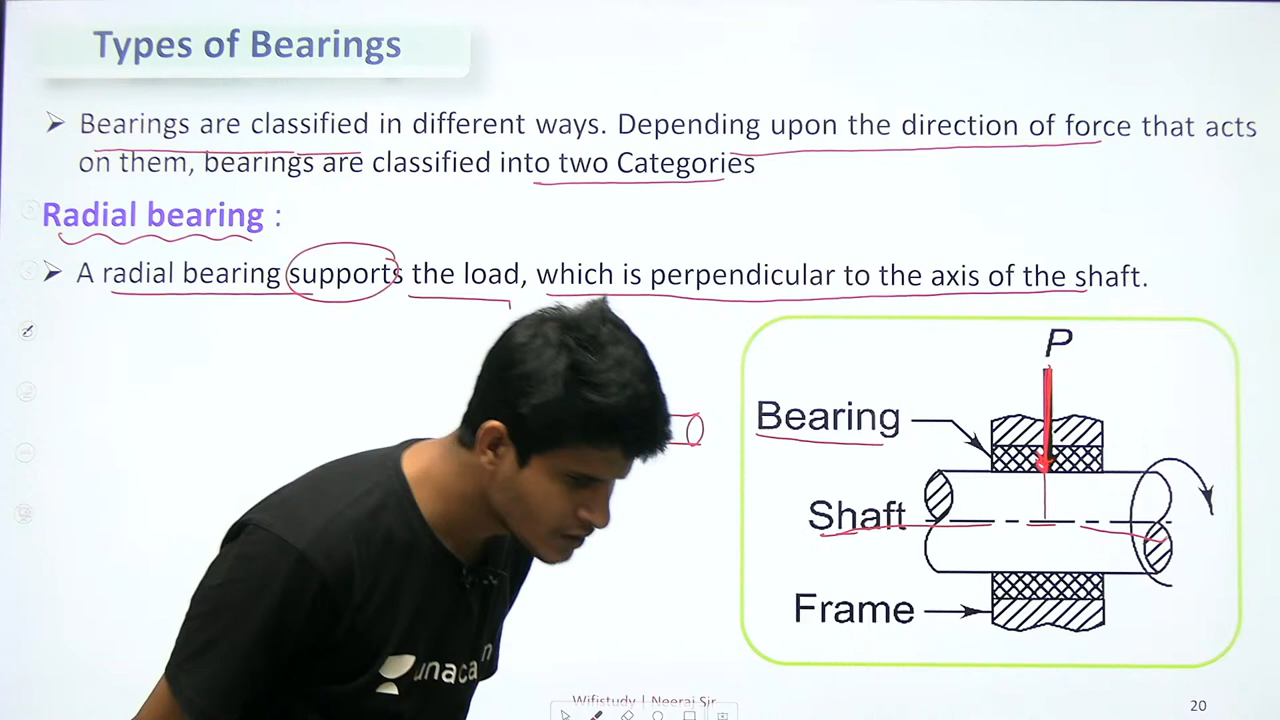 Types of Bearings
➢ Bearings are classified in different ways. Depending upon the direction of force that acts
on them, bearings are classified into two Categories
Radial bearing :
➢ A radial bearing supports the load, which is perpendicular to the axis of the shaft.
P
Bearing
Shaft
Frame
unacad
Wifistudy | Neeraj Sir
20